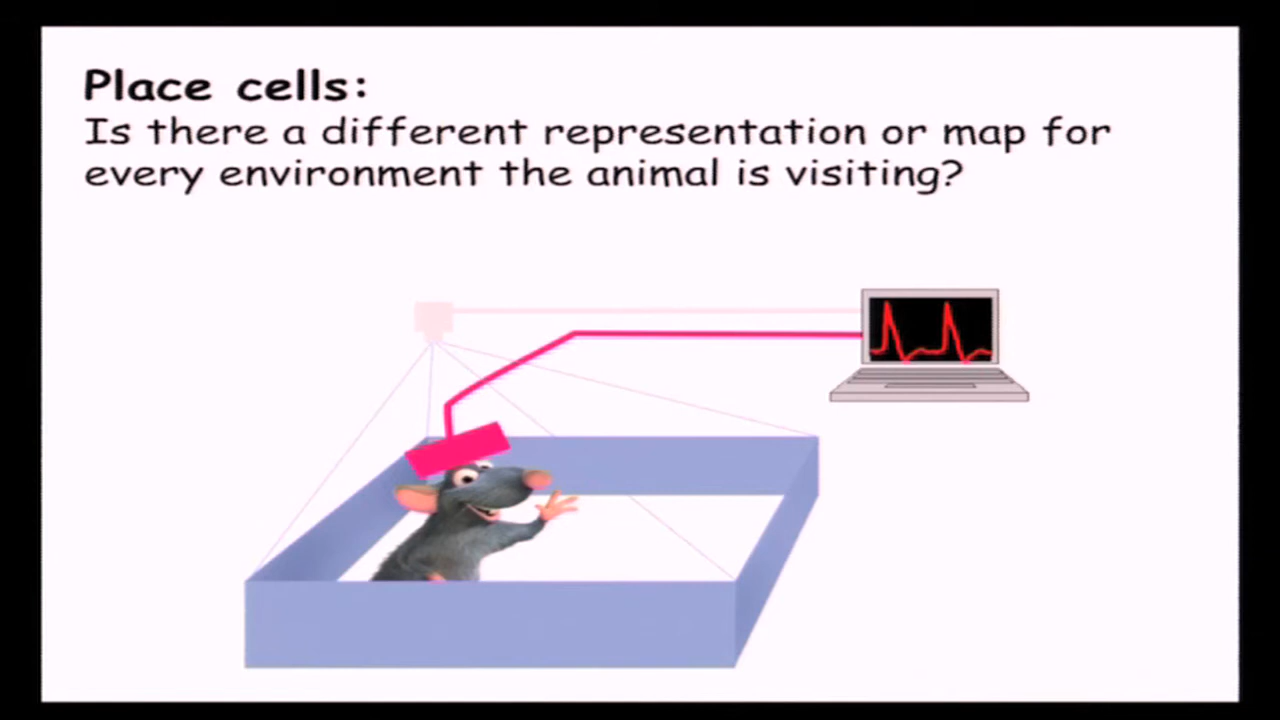 Place cells:
Is there a different representation or map for
every environment the animal is visiting?